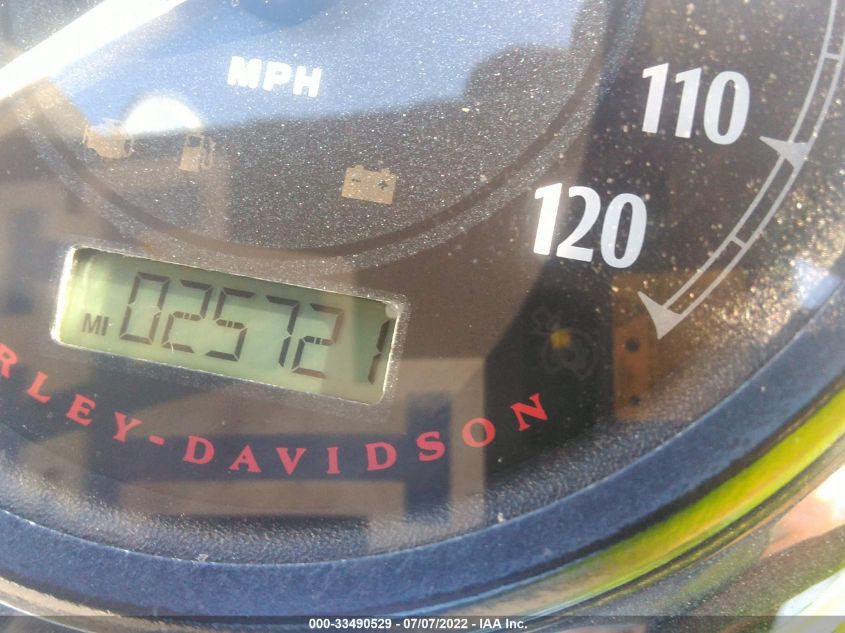 MPH
110
120
MI 025721
RLEY-DAVIDSON
000-33490529 - 07/07/2022 - IAA Inc.